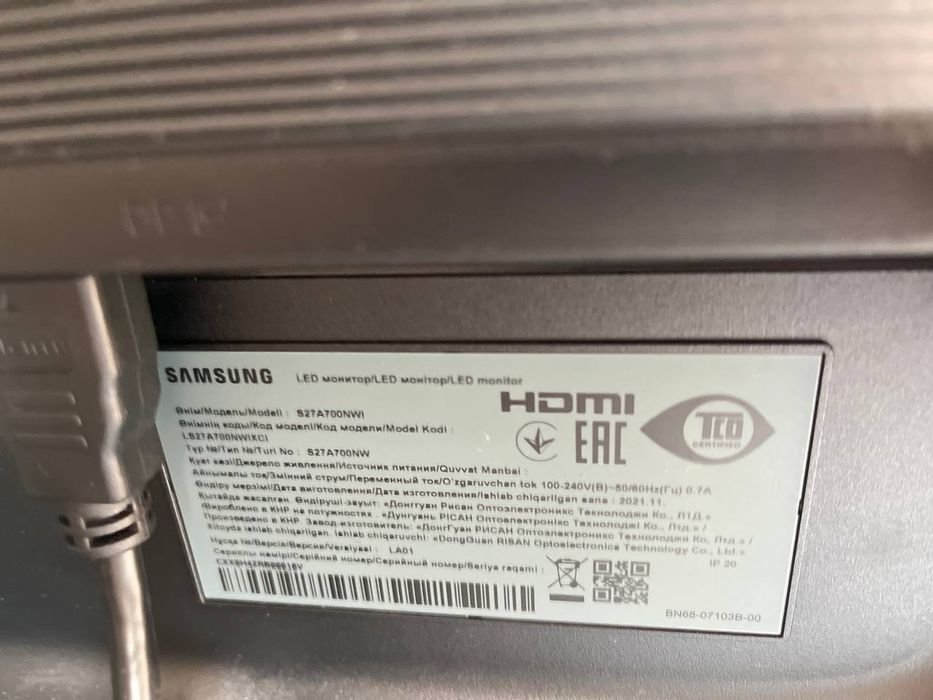 SAMSUNG LED монитор/LED монітор/LED monitor
Өнім/Модель/Modeli : S27A700NWI
HDMI
TCO
CERTIFIED
EAC
Өнімнің коды/Код моделі/Код модели/Model Kodi :
LS27A700NWIXCI
Typ №/Тип №/Turi No : S27A700NW
Қуат көзі/Джерело живлення/Источник питания/Quvvat Manbai :
Айнымалы ток/Змінний струм/Переменный ток/O'zgaruvchan tok 100-240V(В)~50/60Hz(Гц) 0.7A
Өндіру мерзімі/Дата виготовлення/Дата изготовления/Ishlab chiqarilgan sana : 2021.11.
Қытайда жасалған. Өндіруші-зауыт: «Донггуан Рисан Оптоэлектроникс Технолоджи Ко., ЛТД.»
/Вироблено в КНР на потужностях. «Дунгуань РІСАН Оптоелектронікс Технолоджі Ко., Лтд.» /
Произведено в КНР. Завод-изготовитель: «ДонгГуан РИСАН Оптоэлектроникс Технолоджи Ко, Лтд.» /
Xitoyda ishlab chiqarilgan. Ishlab chiqaruvchi: «DongGuan RISAN Optoelectronics Technology Co., Ltd.»
Нұсқа №/Версія/Версия/Versiyasi : LA01
IP 20
Сериялы нөмірі/Серійний номер/Серийный номер/Seriya raqami :
BN68-07103B-00